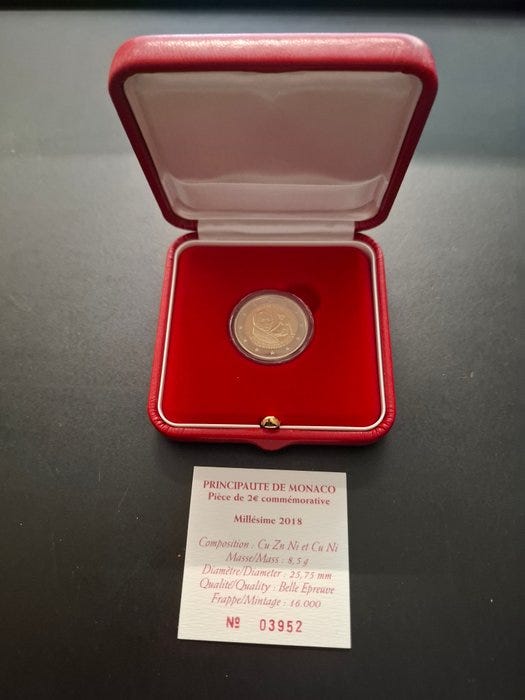 PRINCIPAUTE DE MONACO
Pièce de 2€ commémorative
Millésime 2018
Composition : Cu Zn Ni et Cu Ni
Masse/Mass : 8,5 g
Diamètre/Diameter : 25,75 mm
Qualité/Quality : Belle Epreuve
Frappe/Mintage : 16.000
Nº 03952